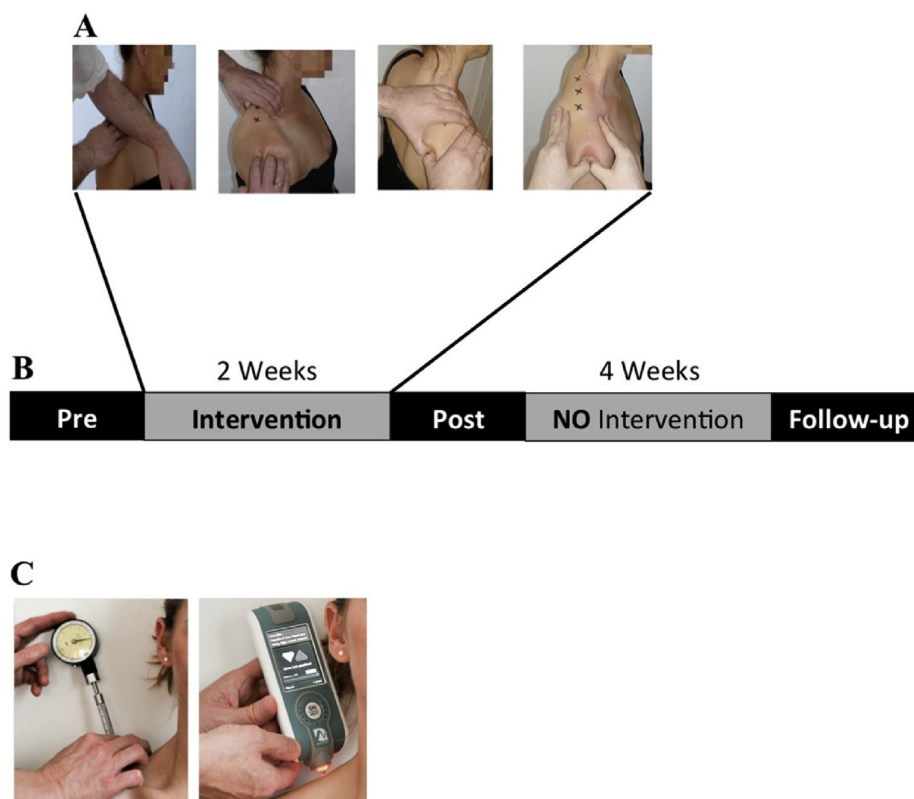 A
B
2 Weeks
4 Weeks
Pre
Intervention
Post
NO Intervention
Follow-up
C